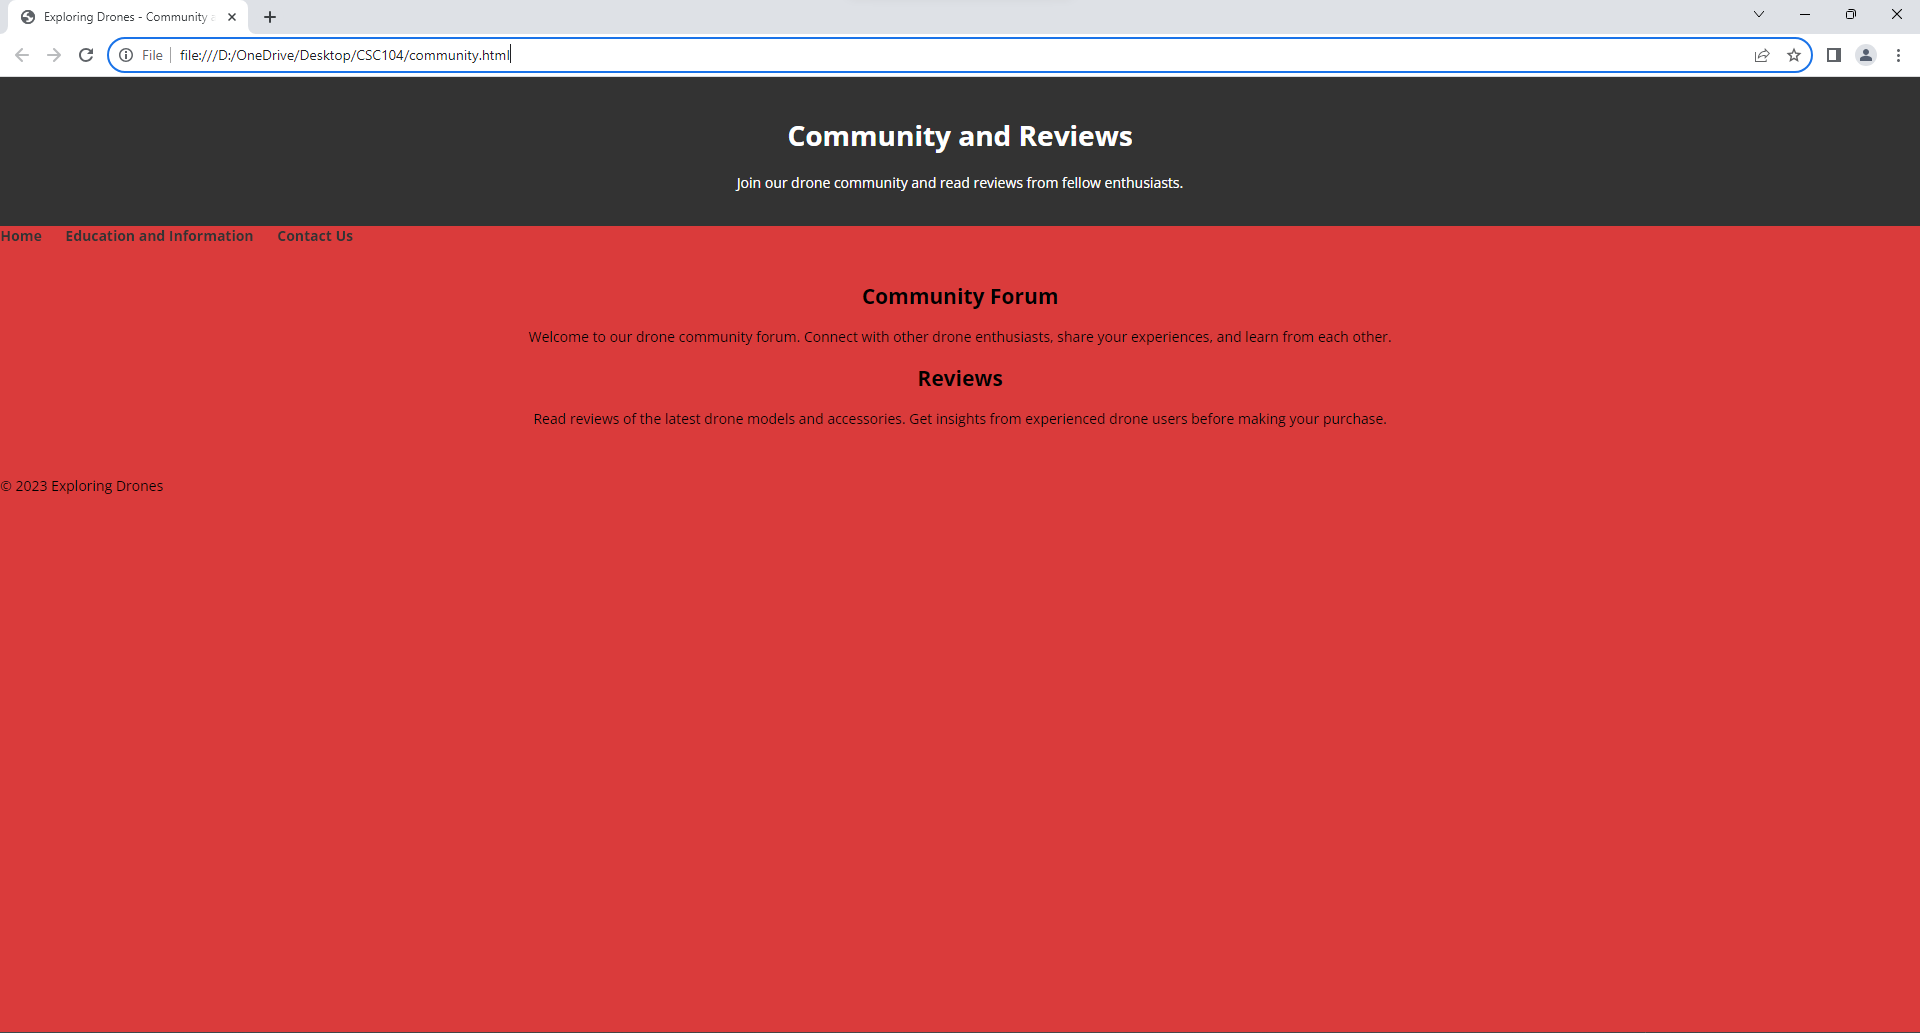 Exploring Drones - Community
File file:///D:/OneDrive/Desktop/CSC104/community.html
Community and Reviews
Join our drone community and read reviews from fellow enthusiasts.
Home Education and Information Contact Us
Community Forum
Welcome to our drone community forum. Connect with other drone enthusiasts, share your experiences, and learn from each other.
Reviews
Read reviews of the latest drone models and accessories. Get insights from experienced drone users before making your purchase.
© 2023 Exploring Drones